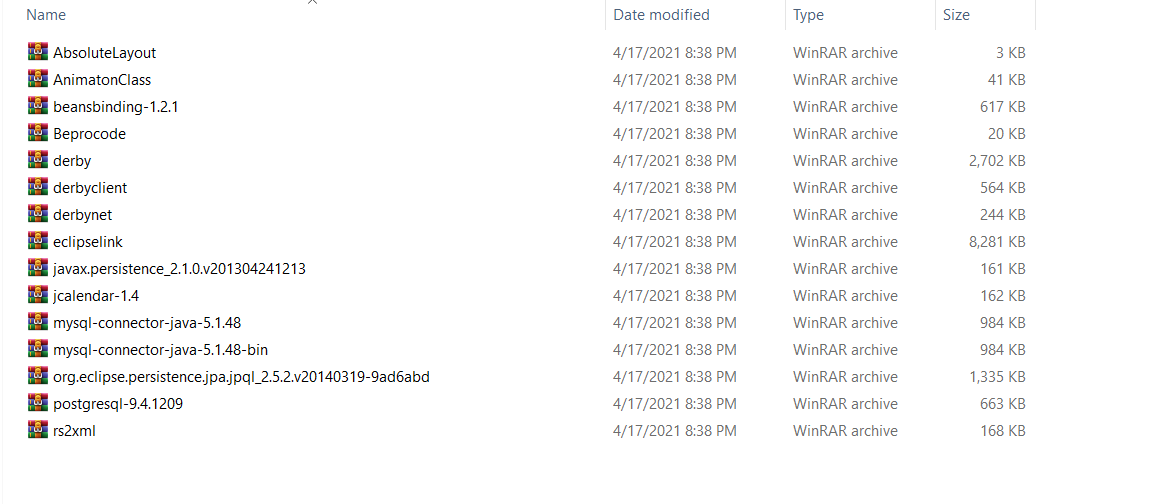 Name Date modified Type Size
AbsoluteLayout 4/17/2021 8:38 PM WinRAR archive 3 KB
AnimatonClass 4/17/2021 8:38 PM WinRAR archive 41 KB
beansbinding-1.2.1 4/17/2021 8:38 PM WinRAR archive 617 KB
Beprocode 4/17/2021 8:38 PM WinRAR archive 20 KB
derby 4/17/2021 8:38 PM WinRAR archive 2,702 KB
derbyclient 4/17/2021 8:38 PM WinRAR archive 564 KB
derbynet 4/17/2021 8:38 PM WinRAR archive 244 KB
eclipselink 4/17/2021 8:38 PM WinRAR archive 8,281 KB
javax.persistence_2.1.0.v201304241213 4/17/2021 8:38 PM WinRAR archive 161 KB
jcalendar-1.4 4/17/2021 8:38 PM WinRAR archive 162 KB
mysql-connector-java-5.1.48 4/17/2021 8:38 PM WinRAR archive 984 KB
mysql-connector-java-5.1.48-bin 4/17/2021 8:38 PM WinRAR archive 984 KB
org.eclipse.persistence.jpa.jpql_2.5.2.v20140319-9ad6abd 4/17/2021 8:38 PM WinRAR archive 1,335 KB
postgresql-9.4.1209 4/17/2021 8:38 PM WinRAR archive 663 KB
rs2xml 4/17/2021 8:38 PM WinRAR archive 168 KB